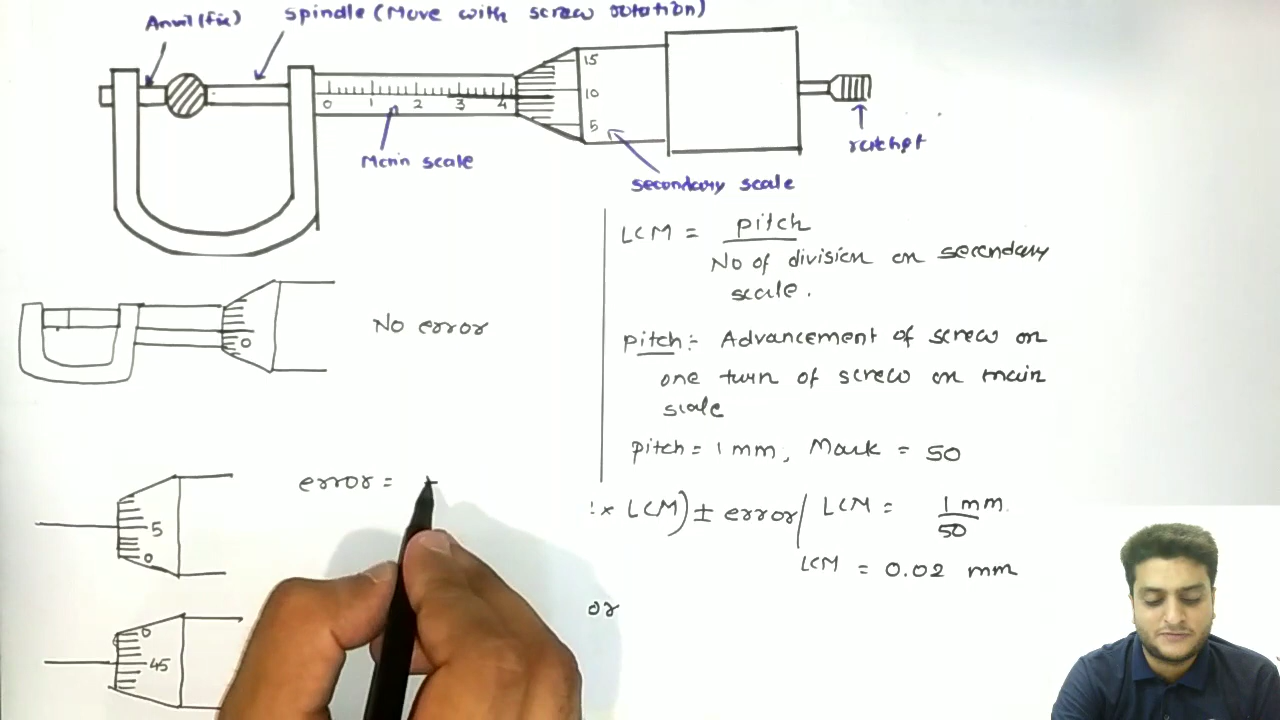 Anvil(fix)
spindle (Move with screw rotation)
15
10
5
0 1 2 3 4
Main scale
ratchet
secondary scale
LCM = pitch
No of division on secondary
scale.
0
No error
pitch:- Advancement of screw on
one turn of screw on main
scale
pitch = 1 mm, Mark = 50
5
0
error = +
× LCM) ± error
LCM = 1 mm
50
LCM = 0.02 mm
or
0
45